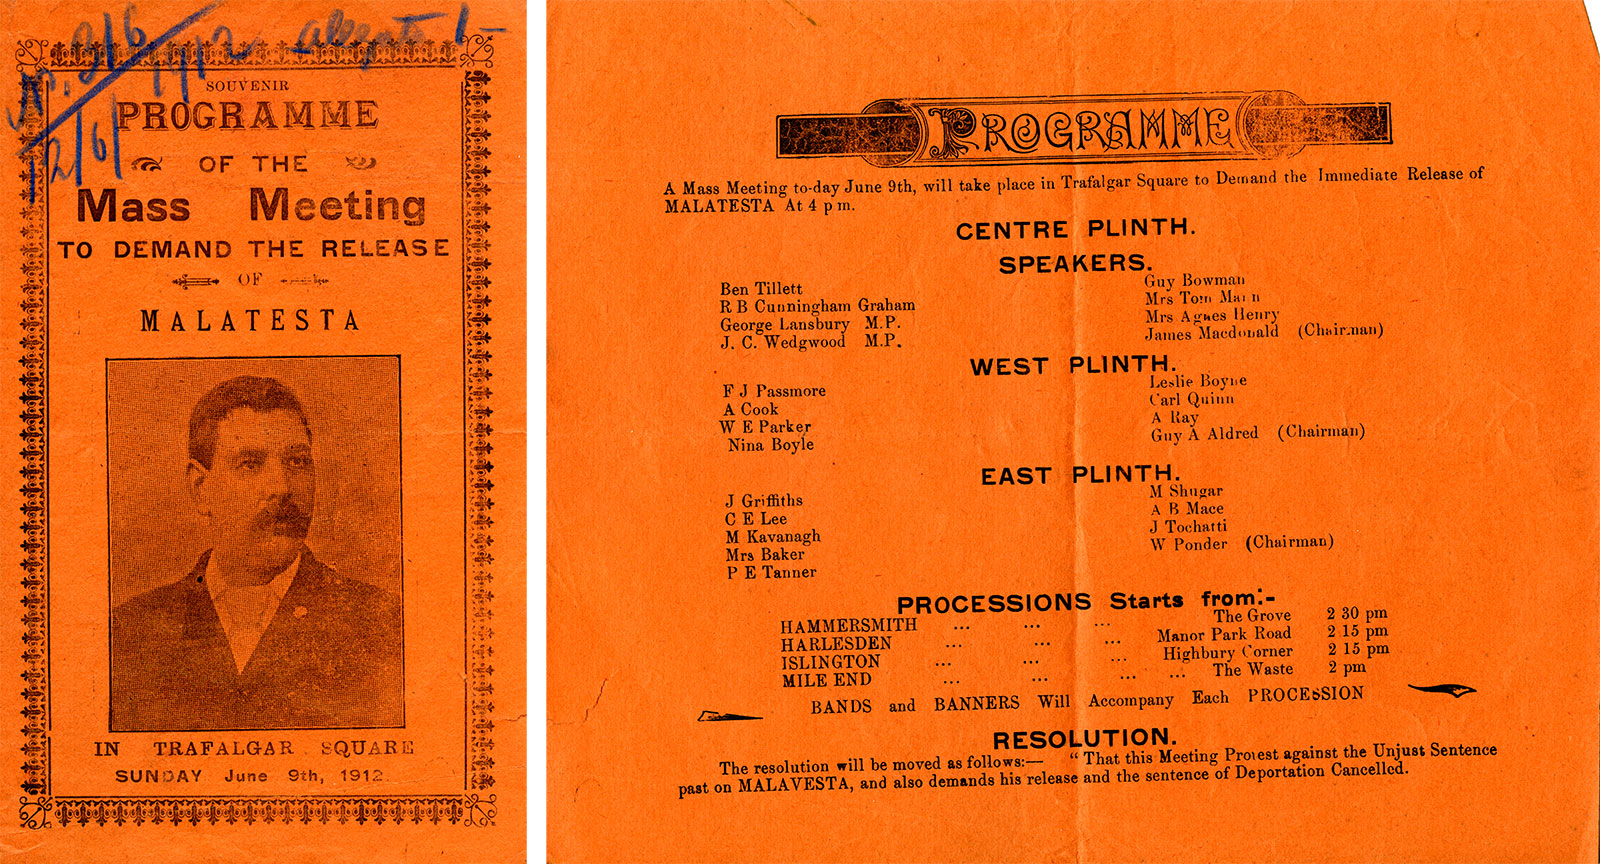 1912
12/6/
SOUVENIR
PROGRAMME
OF THE
Mass Meeting
TO DEMAND THE RELEASE
OF
MALATESTA
IN TRAFALGAR SQUARE
SUNDAY June 9th, 1912.
PROGRAMME
A Mass Meeting to-day June 9th, will take place in Trafalgar Square to Demand the Immediate Release of
MALATESTA At 4 p m.
CENTRE PLINTH.
SPEAKERS.
Ben Tillett
R B Cunningham Graham
George Lansbury M.P.
J. C. Wedgwood M.P.
Guy Bowman
Mrs Tom Mann
Mrs Agnes Henry
James Macdonald (Chairman)
WEST PLINTH.
F J Passmore
A Cook
W E Parker
Nina Boyle
Leslie Boyne
Carl Quinn
A Ray
Guy A Aldred (Chairman)
EAST PLINTH.
J Griffiths
C E Lee
M Kavanagh
Mrs Baker
P E Tanner
M Shugar
A B Mace
J Tochatti
W Ponder (Chairman)
PROCESSIONS Starts from:-
HAMMERSMITH ... ... ... The Grove 2 30 pm
HARLESDEN ... ... ... Manor Park Road 2 15 pm
ISLINGTON ... ... ... Highbury Corner 2 15 pm
MILE END ... ... ... ... The Waste 2 pm
BANDS and BANNERS Will Accompany Each PROCESSION
RESOLUTION.
The resolution will be moved as follows:— "That this Meeting Protest against the Unjust Sentence
past on MALAVESTA, and also demands his release and the sentence of Deportation Cancelled.